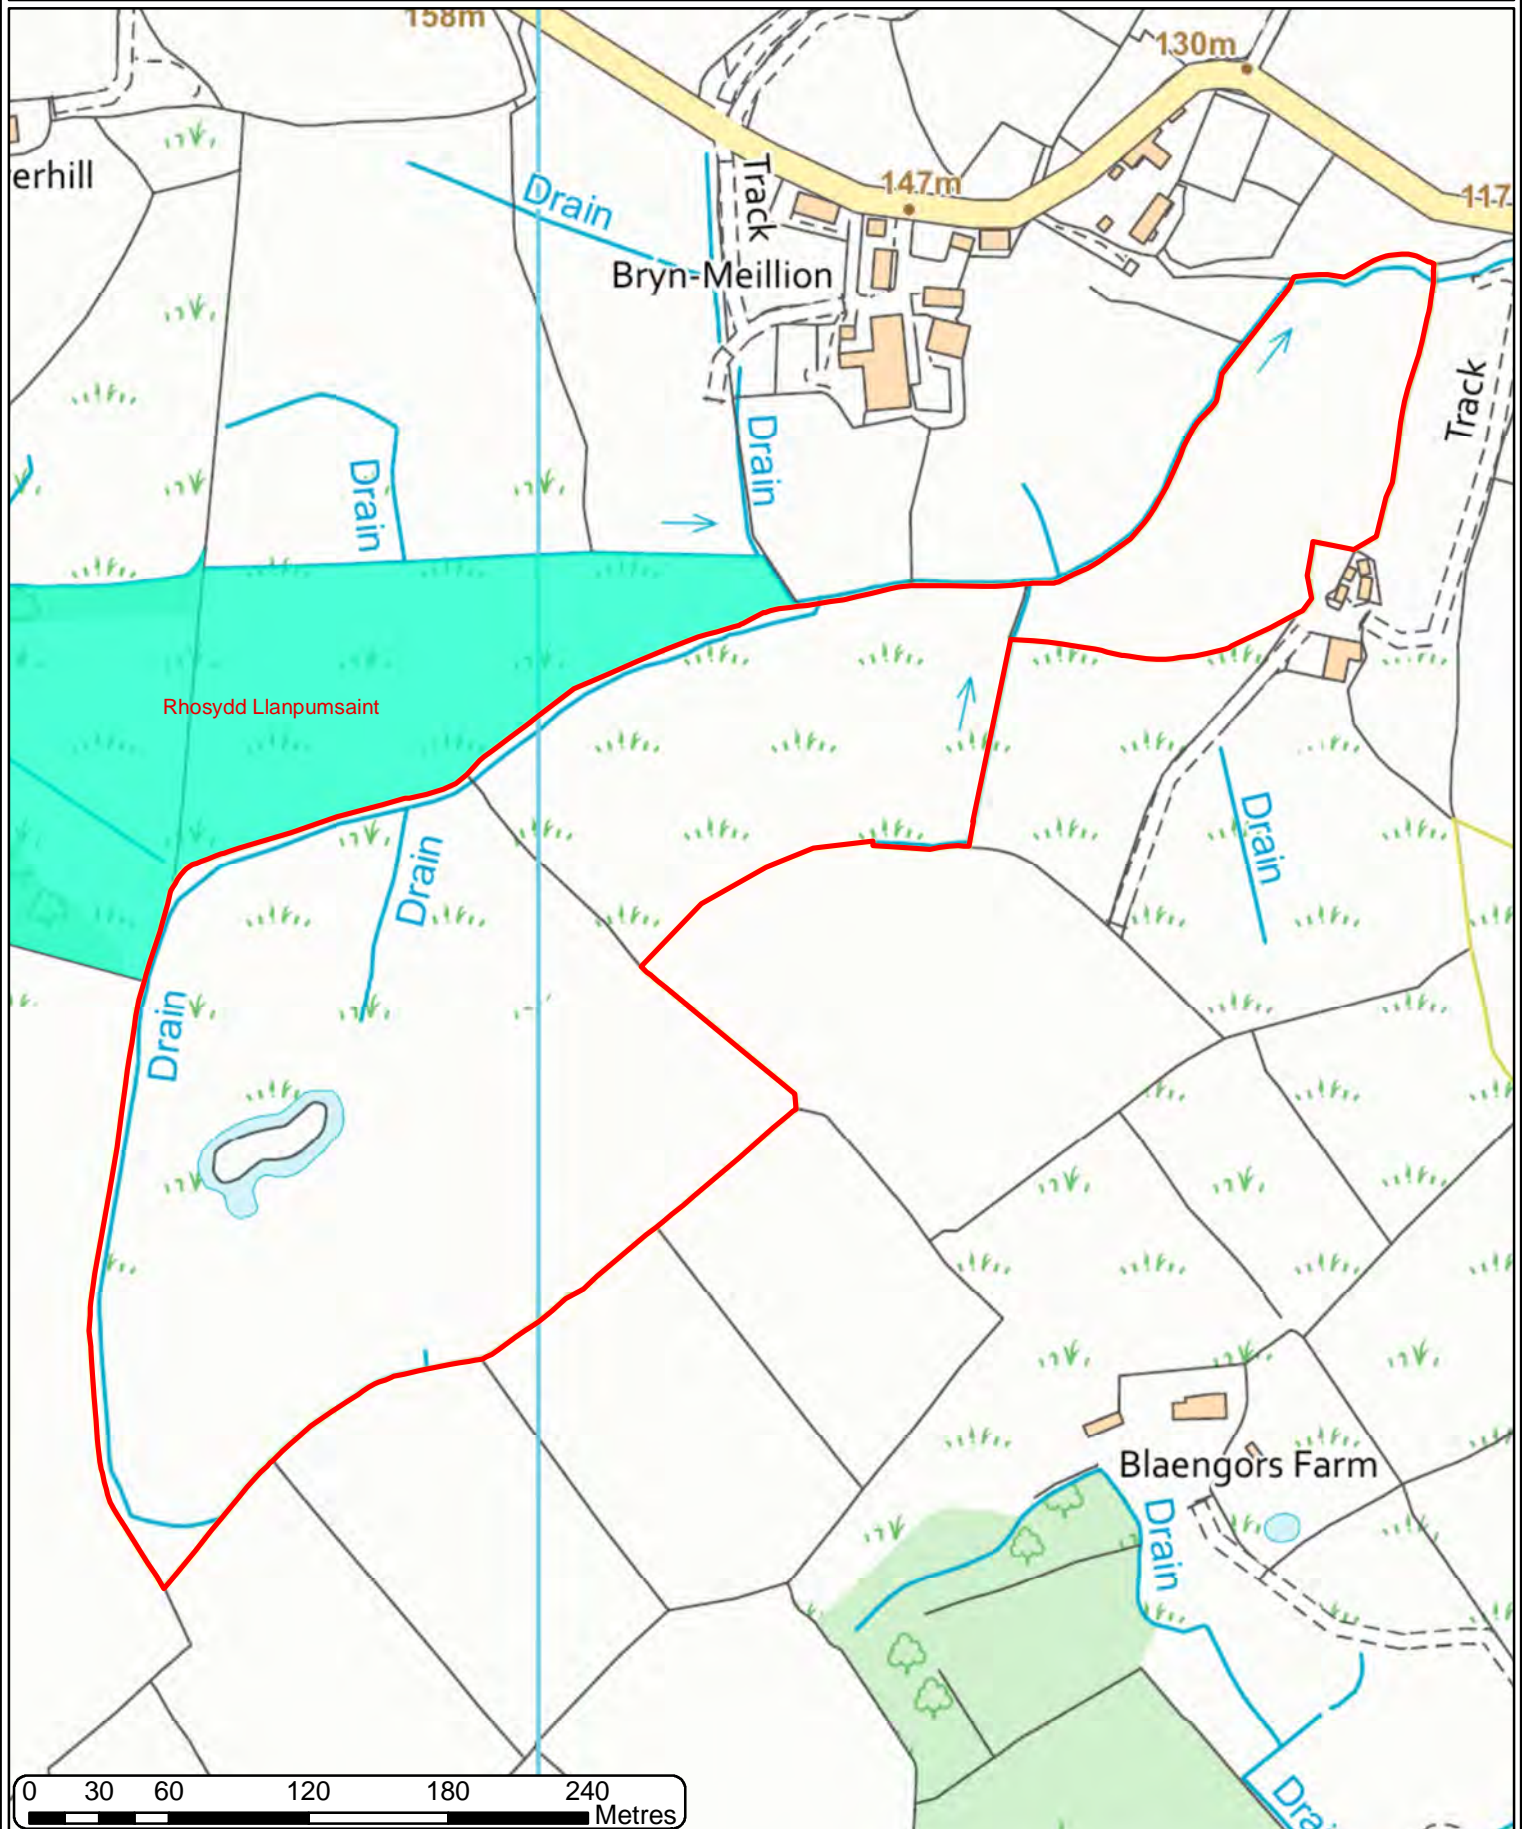 158m
130m
erhill
Drain
Track
147m
117
Bryn-Meillion
Drain
Drain
Track
Rhosydd Llanpumsaint
Drain
Drain
Drain
Blaengors Farm
Drain
0 30 60 120 180 240
Metres
Drai